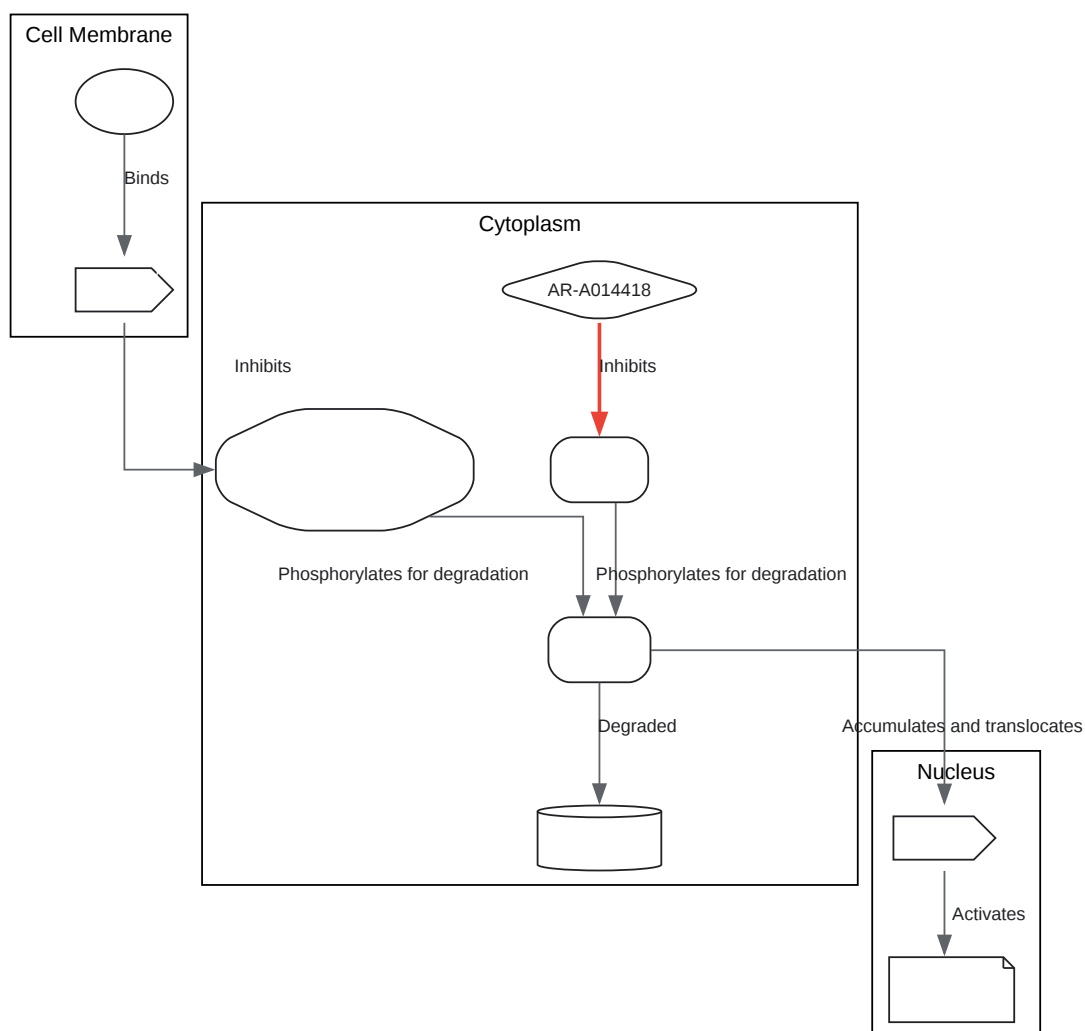 Cell Membrane
Binds
Cytoplasm
AR-A014418
Inhibits
Inhibits
Phosphorylates for degradation
Phosphorylates for degradation
Degraded
Accumulates and translocates
Nucleus
Activates